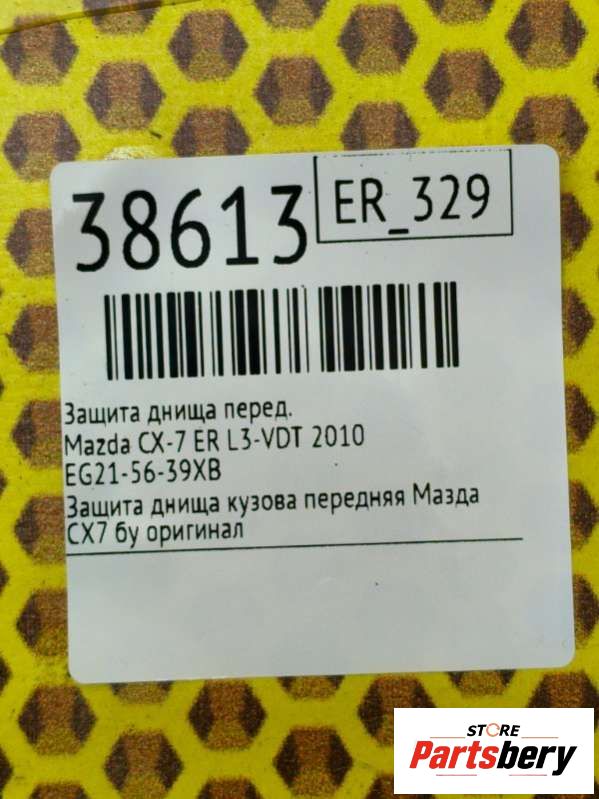 38613
ER_329
Защита днища перед.
Mazda CX-7 ER L3-VDT 2010
EG21-56-39XB
Защита днища кузова передняя Мазда
СХ7 бу оригинал
STORE
Partsbery